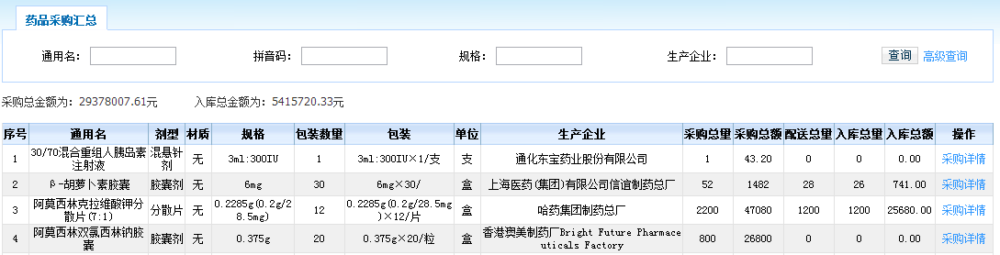 药品采购汇总
通用名： 拼音码： 规格： 生产企业： 查询 高级查询
采购总金额为：29378007.61元 入库总金额为：5415720.33元
序号 通用名 剂型 材质 规格 包装数量 包装 单位 生产企业 采购总量 采购总额 配送总量 入库总量 入库总额 操作
1 30/70混合重组人胰岛素注射液 混悬针剂 无 3ml:300IU 1 3ml:300IU×1/支 支 通化东宝药业股份有限公司 1 43.20 0 0 0.00 采购详情
2 β-胡萝卜素胶囊 胶囊剂 无 6mg 30 6mg×30/ 盒 上海医药(集团)有限公司信谊制药总厂 52 1482 28 26 741.00 采购详情
3 阿莫西林克拉维酸钾分散片(7:1) 分散片 无 0.2285g(0.2g/28.5mg) 12 0.2285g(0.2g/28.5mg)×12/片 盒 哈药集团制药总厂 2200 47080 1200 1200 25680.00 采购详情
4 阿莫西林双氯西林钠胶囊 胶囊剂 无 0.375g 20 0.375g×20/粒 盒 香港澳美制药厂Bright Future Pharmaceuticals Factory 800 26800 0 0 0.00 采购详情